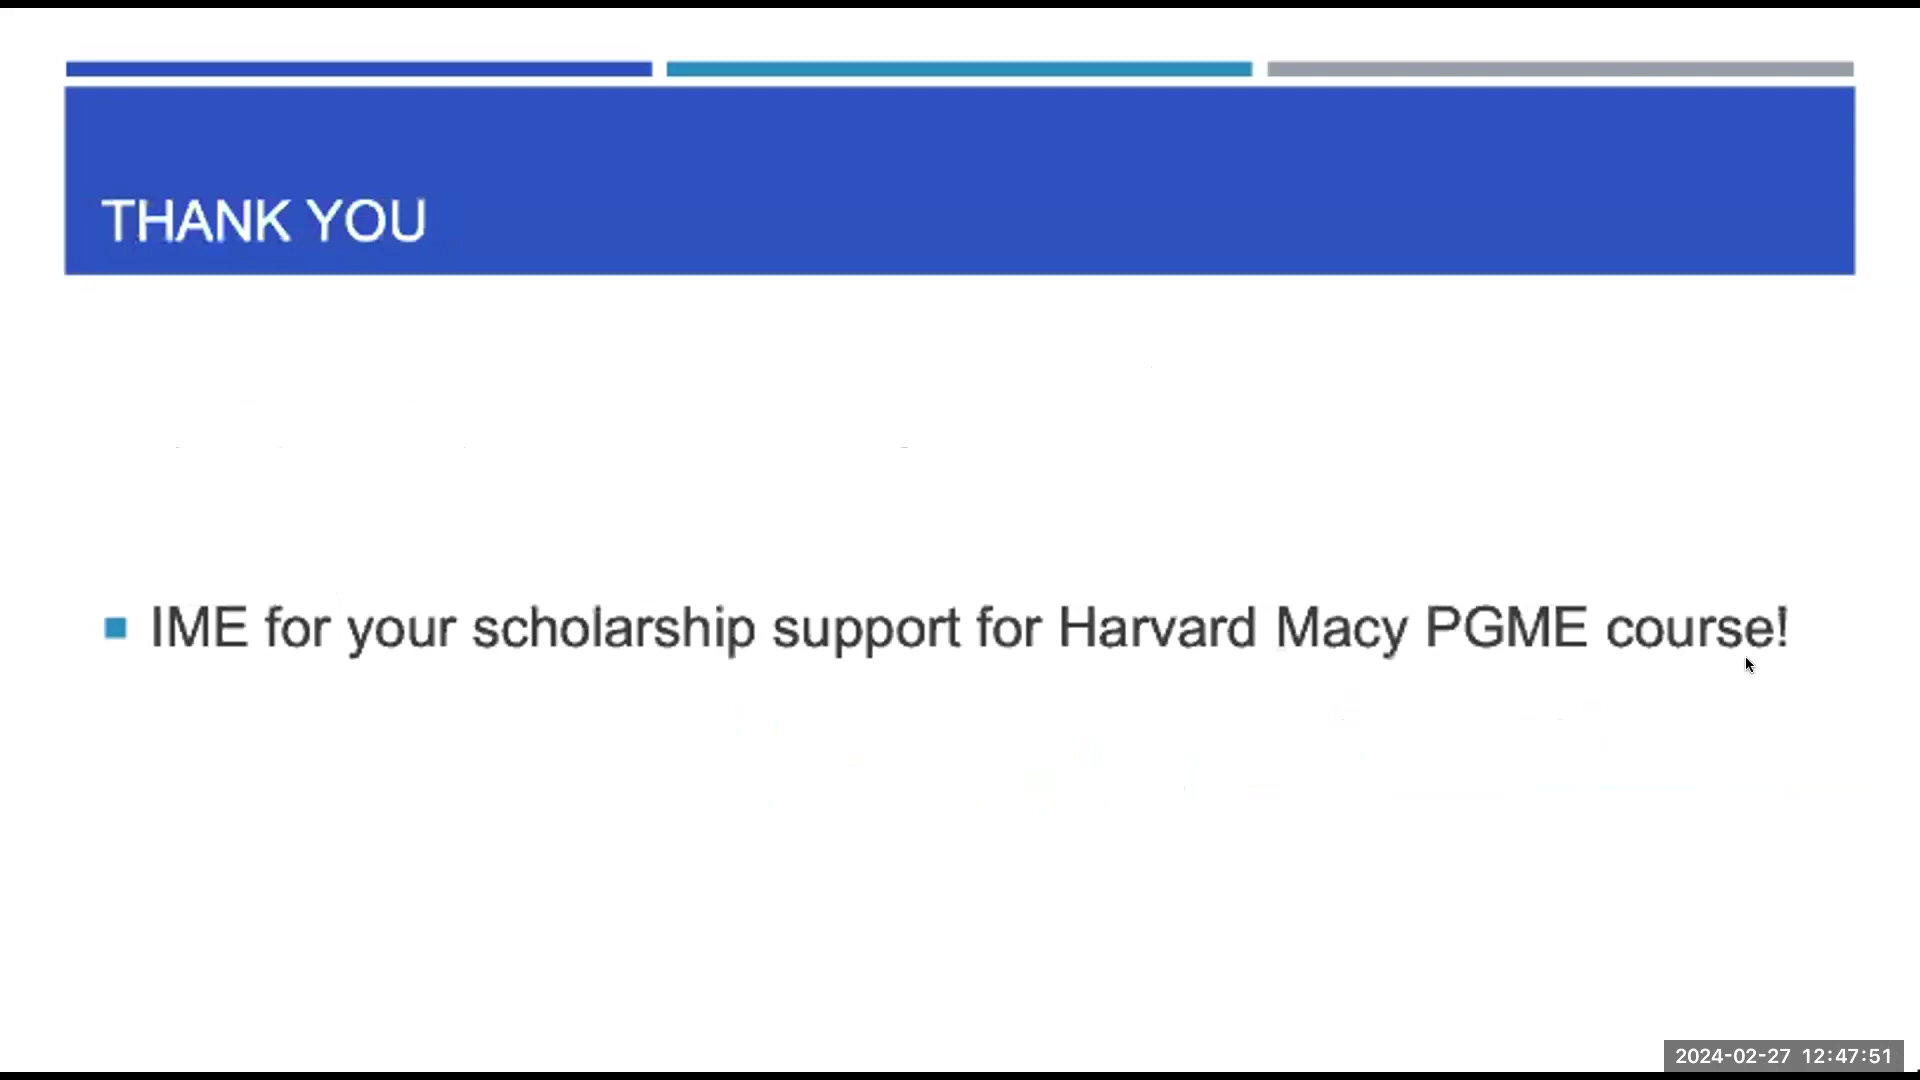 THANK YOU
IME for your scholarship support for Harvard Macy PGME course!
2024-02-27 12:47:51